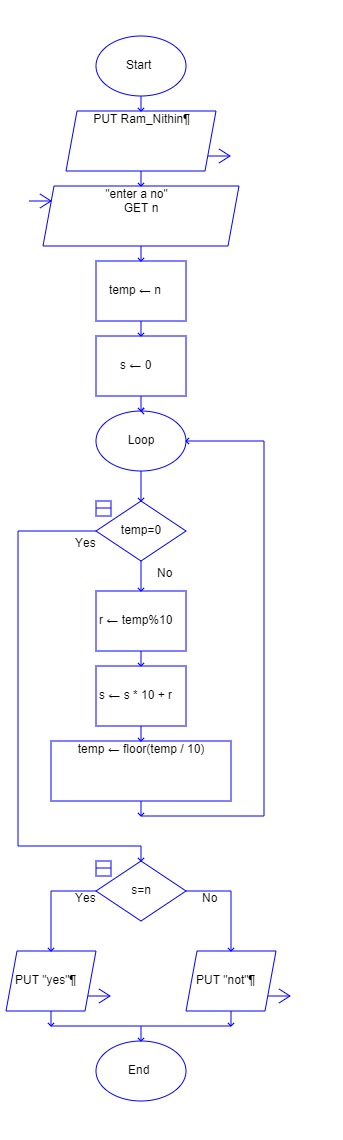 Start
PUT Ram_Nithin¶
"enter a no"
GET n
temp ← n
s ← 0
Loop
temp=0
Yes
No
r ← temp%10
s ← s * 10 + r
temp ← floor(temp / 10)
s=n
Yes
No
PUT "yes"¶
PUT "not"¶
End